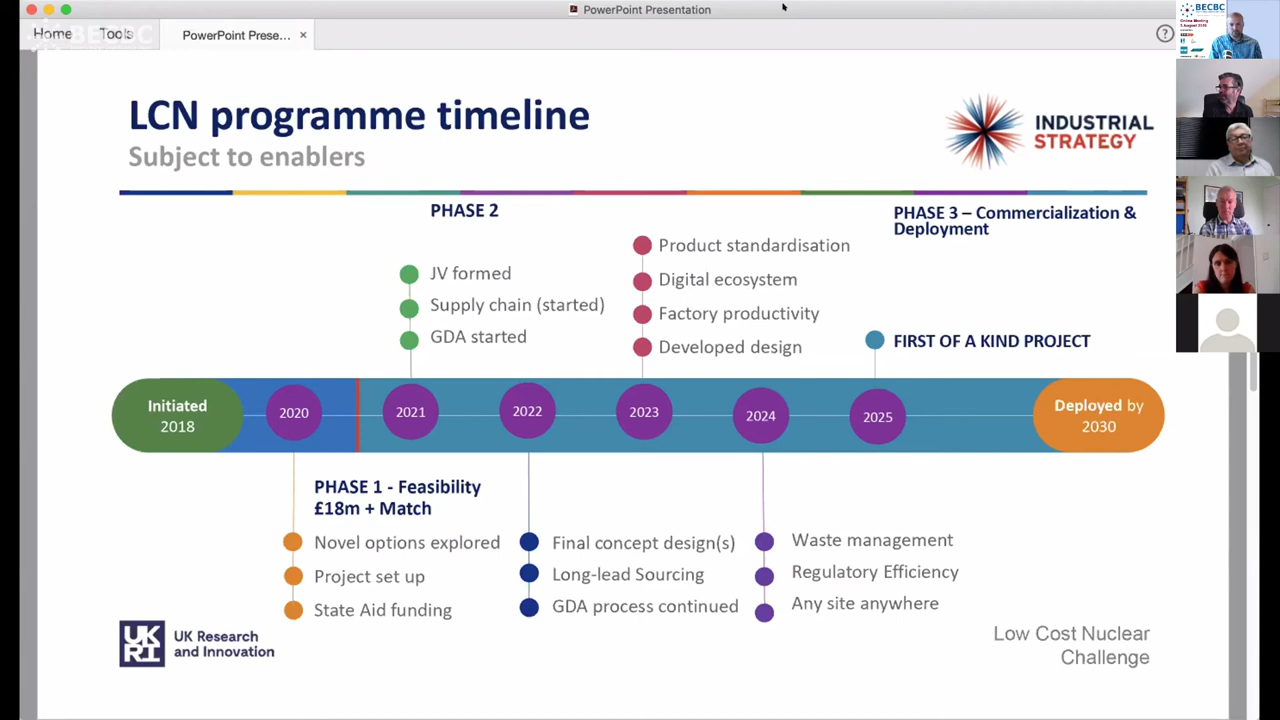 PowerPoint Presentation
BECBC
Home
Tools
PowerPoint Prese... ×
?
BECBC
LCN programme timeline
Subject to enablers
INDUSTRIAL
STRATEGY
PHASE 2
PHASE 3 – Commercialization &
Deployment
JV formed
Supply chain (started)
GDA started
Product standardisation
Digital ecosystem
Factory productivity
Developed design
FIRST OF A KIND PROJECT
Initiated
2018
2020
2021
2022
2023
2024
2025
Deployed by
2030
PHASE 1 - Feasibility
£18m + Match
Novel options explored
Project set up
State Aid funding
Final concept design(s)
Long-lead Sourcing
GDA process continued
Waste management
Regulatory Efficiency
Any site anywhere
UK
RI
UK Research
and Innovation
Low Cost Nuclear
Challenge